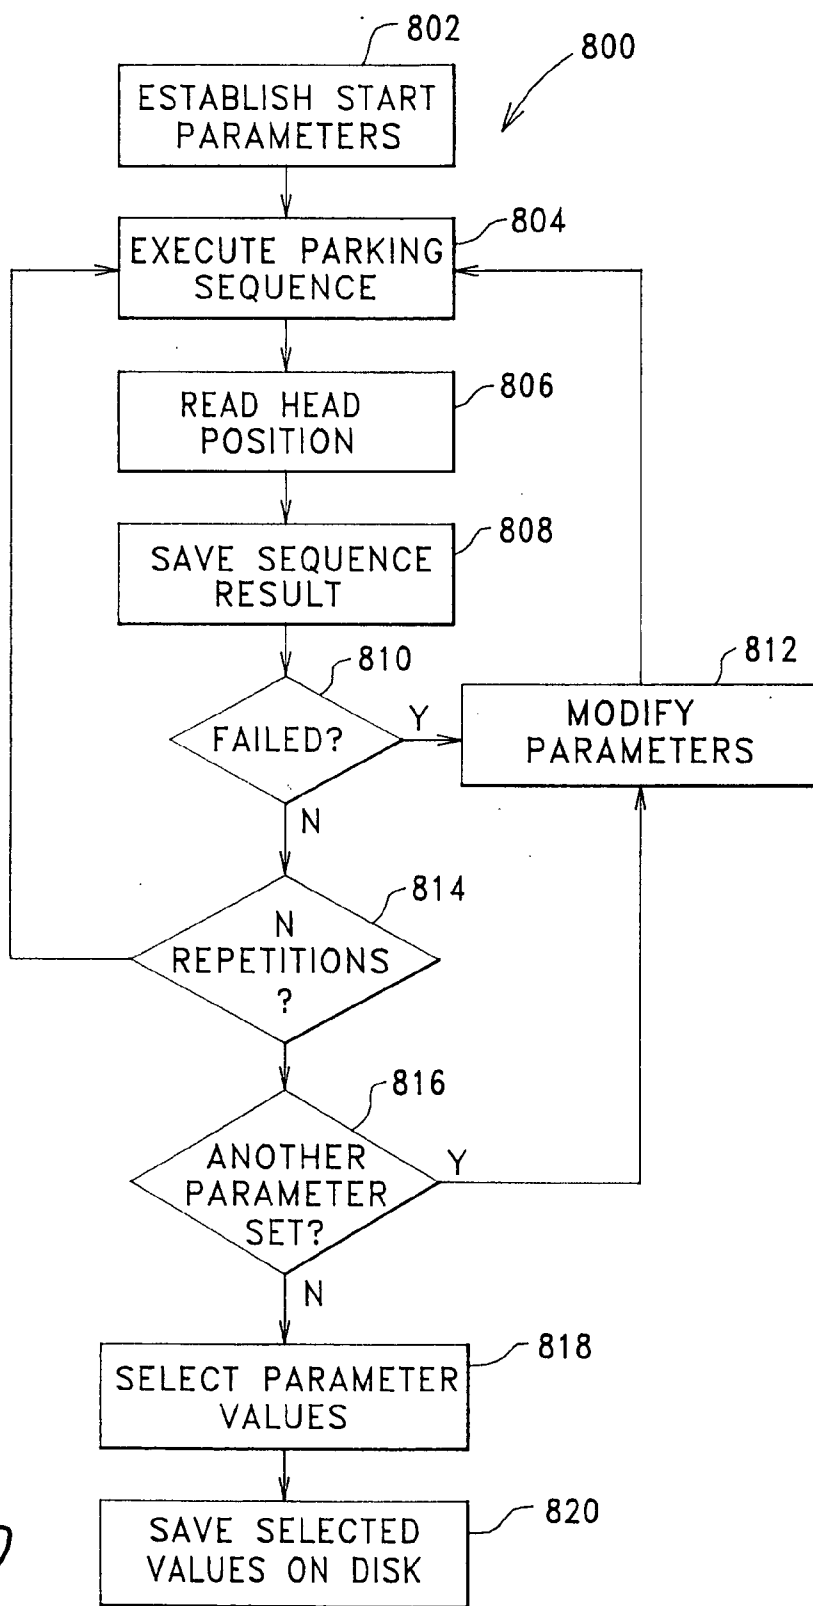 802
800
ESTABLISH START
PARAMETERS
804
EXECUTE PARKING
SEQUENCE
806
READ HEAD
POSITION
808
SAVE SEQUENCE
RESULT
810
812
FAILED?
Y
MODIFY
PARAMETERS
N
814
N
REPETITIONS
?
816
ANOTHER
PARAMETER
SET?
Y
N
818
SELECT PARAMETER
VALUES
820
SAVE SELECTED
VALUES ON DISK